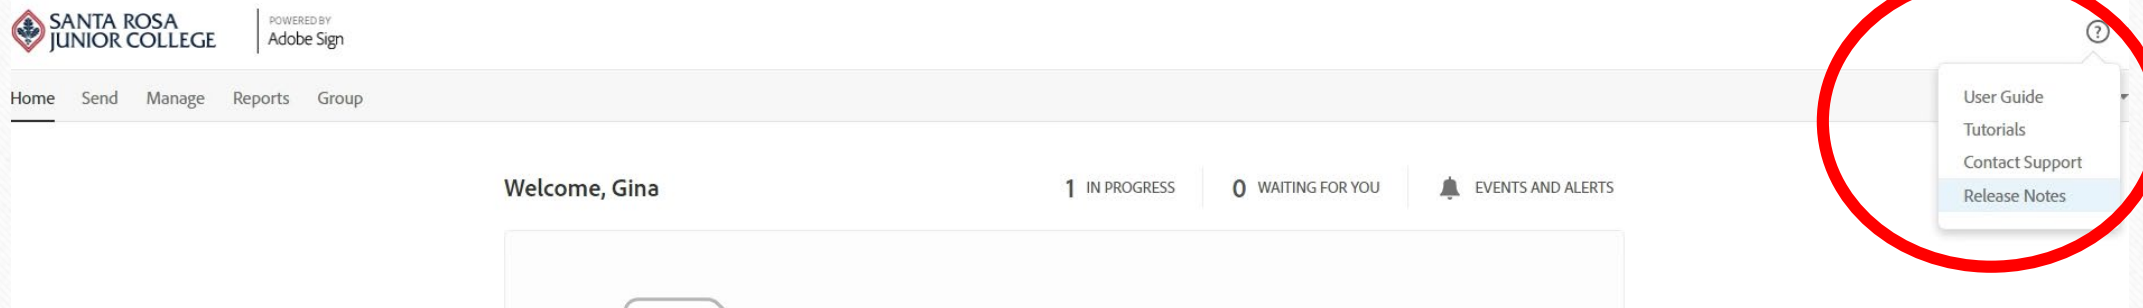 SANTA ROSA
JUNIOR COLLEGE
POWERED BY
Adobe Sign
?
Home Send Manage Reports Group
User Guide
Tutorials
Contact Support
Release Notes
Welcome, Gina
1 IN PROGRESS
0 WAITING FOR YOU
EVENTS AND ALERTS